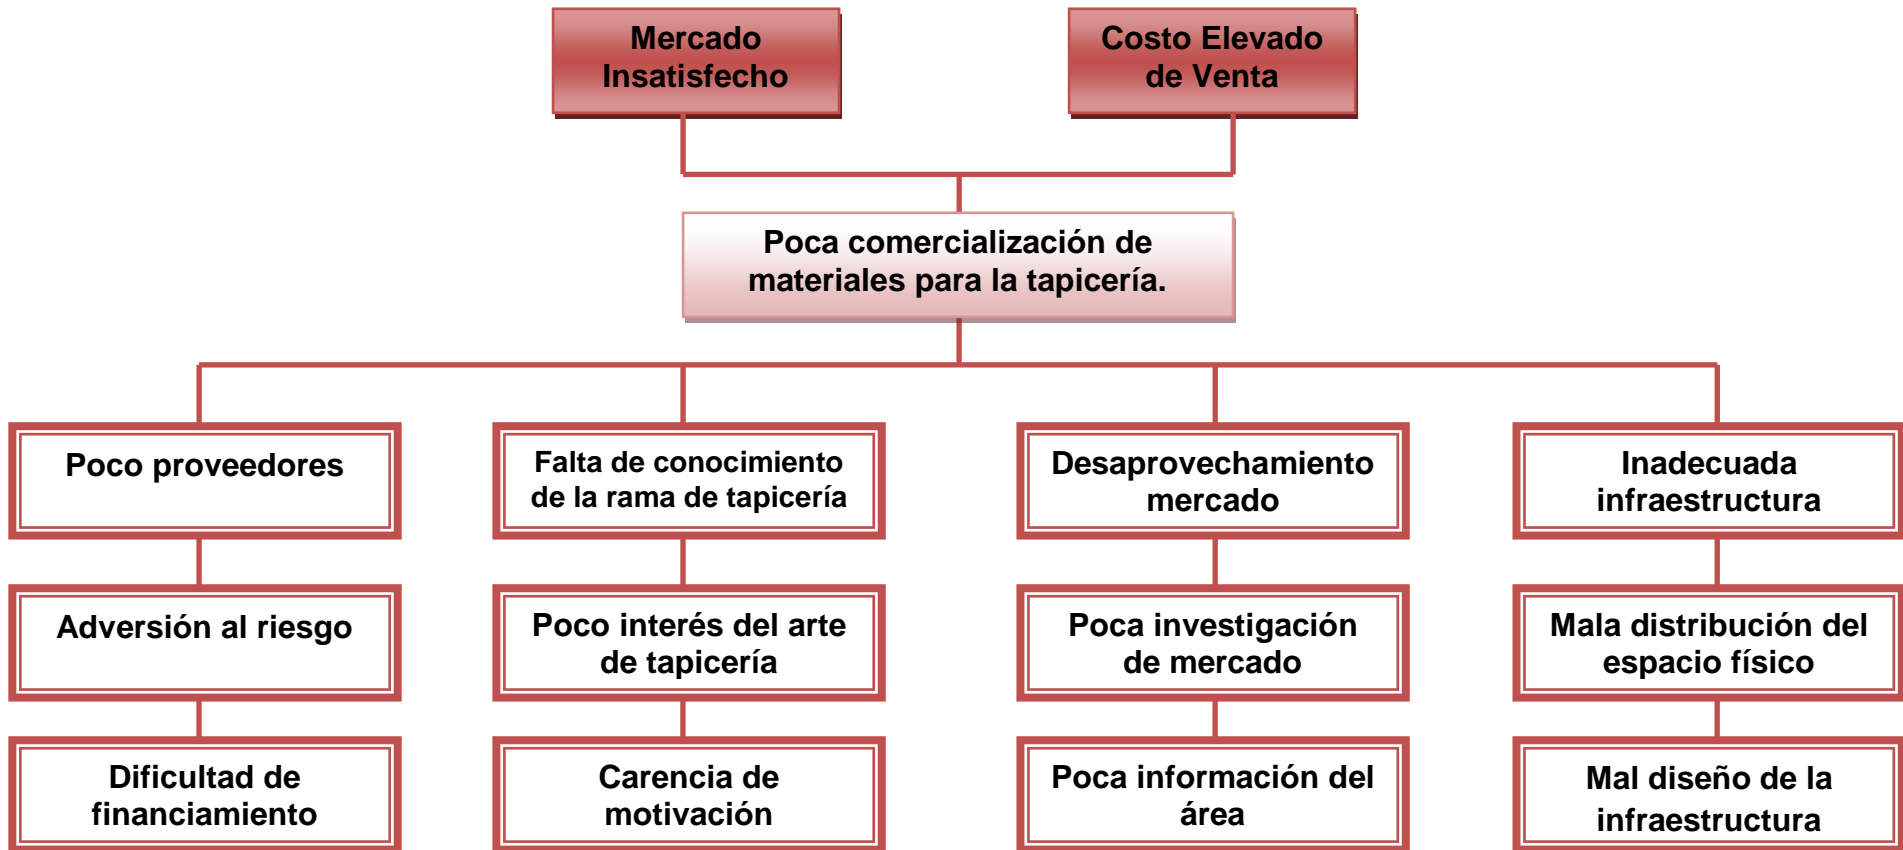 Mercado
Insatisfecho
Costo Elevado
de Venta
Poca comercialización de
materiales para la tapicería.
Poco proveedores
Falta de conocimiento
de la rama de tapicería
Desaprovechamiento
mercado
Inadecuada
infraestructura
Adversión al riesgo
Poco interés del arte
de tapicería
Poca investigación
de mercado
Mala distribución del
espacio físico
Dificultad de
financiamiento
Carencia de
motivación
Poca información del
área
Mal diseño de la
infraestructura